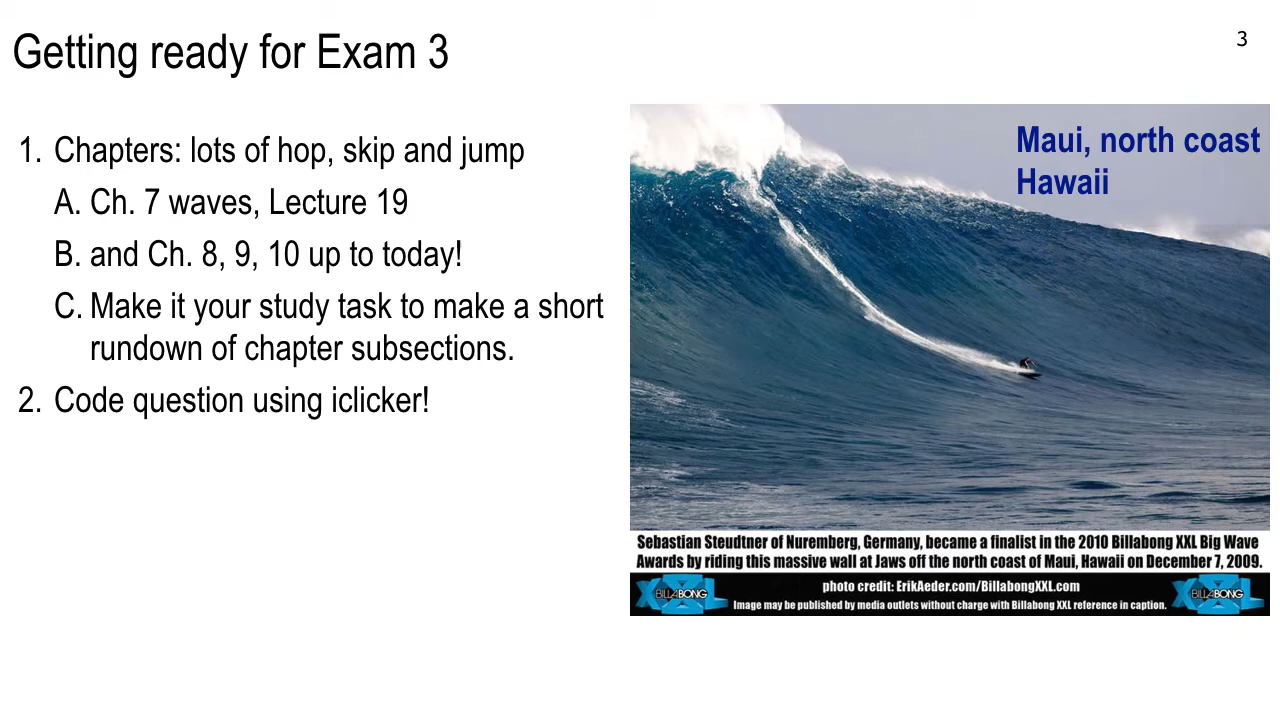 Getting ready for Exam 3
3
1. Chapters: lots of hop, skip and jump
A. Ch. 7 waves, Lecture 19
B. and Ch. 8, 9, 10 up to today!
C. Make it your study task to make a short
rundown of chapter subsections.
2. Code question using iclicker!
Maui, north coast
Hawaii
Sebastian Steudtner of Nuremberg, Germany, became a finalist in the 2010 Billabong XXL Big Wave
Awards by riding this massive wall at Jaws off the north coast of Maui, Hawaii on December 7, 2009.
photo credit: ErikAeder.com/BillabongXXL.com
Image may be published by media outlets without charge with Billabong XXL reference in caption.
BILLABONG
BILLABONG